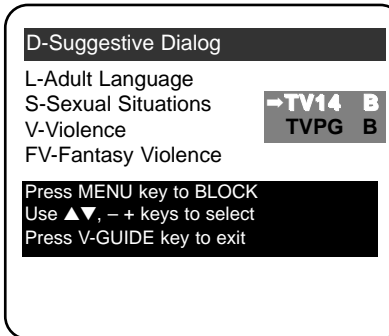 D-Suggestive Dialog
L-Adult Language
S-Sexual Situations
➡TV14 B
V-Violence
TVPG B
FV-Fantasy Violence
Press MENU key to BLOCK
Use ▲▼, – + keys to select
Press V-GUIDE key to exit